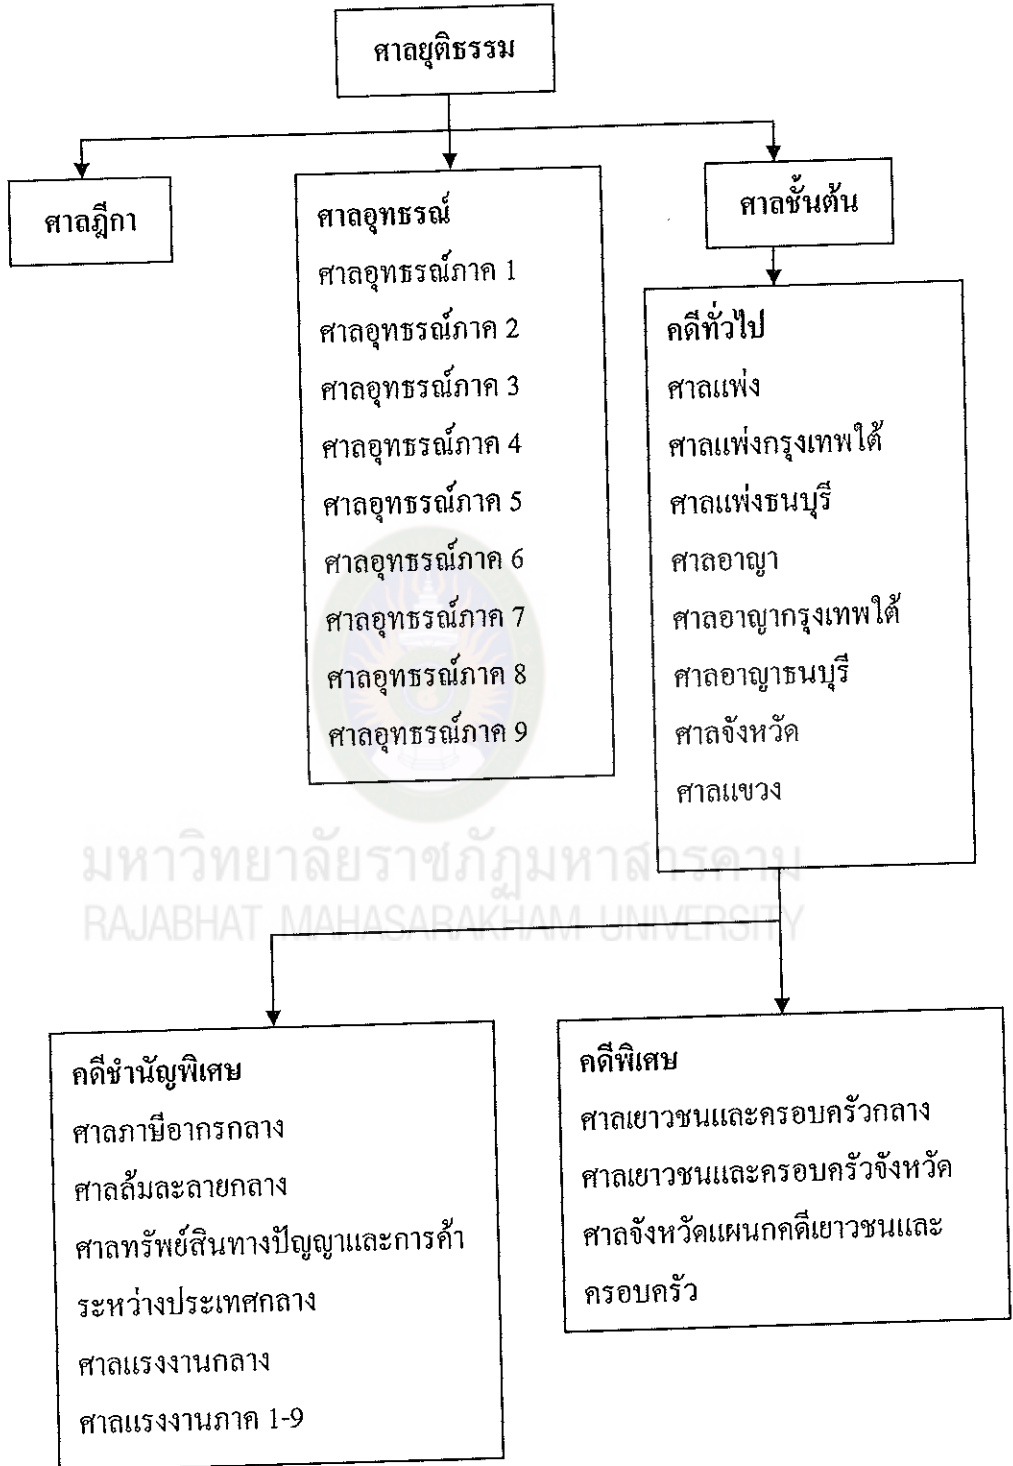 ศาลยุติธรรม
ศาลฎีกา
ศาลอุทธรณ์
ศาลอุทธรณ์ภาค 1
ศาลอุทธรณ์ภาค 2
ศาลอุทธรณ์ภาค 3
ศาลอุทธรณ์ภาค 4
ศาลอุทธรณ์ภาค 5
ศาลอุทธรณ์ภาค 6
ศาลอุทธรณ์ภาค 7
ศาลอุทธรณ์ภาค 8
ศาลอุทธรณ์ภาค 9
ศาลชั้นต้น
คดีทั่วไป
ศาลแพ่ง
ศาลแพ่งกรุงเทพใต้
ศาลแพ่งธนบุรี
ศาลอาญา
ศาลอาญากรุงเทพใต้
ศาลอาญาธนบุรี
ศาลจังหวัด
ศาลแขวง
มหาวิทยาลัยราชภัฏมหาสารคาม
RAJABHAT MAHASARAKHAM UNIVERSITY
คดีชำนัญพิเศษ
ศาลภาษีอากรกลาง
ศาลล้มละลายกลาง
ศาลทรัพย์สินทางปัญญาและการค้า
ระหว่างประเทศกลาง
ศาลแรงงานกลาง
ศาลแรงงานภาค 1-9
คดีพิเศษ
ศาลเยาวชนและครอบครัวกลาง
ศาลเยาวชนและครอบครัวจังหวัด
ศาลจังหวัดแผนกคดีเยาวชนและ
ครอบครัว